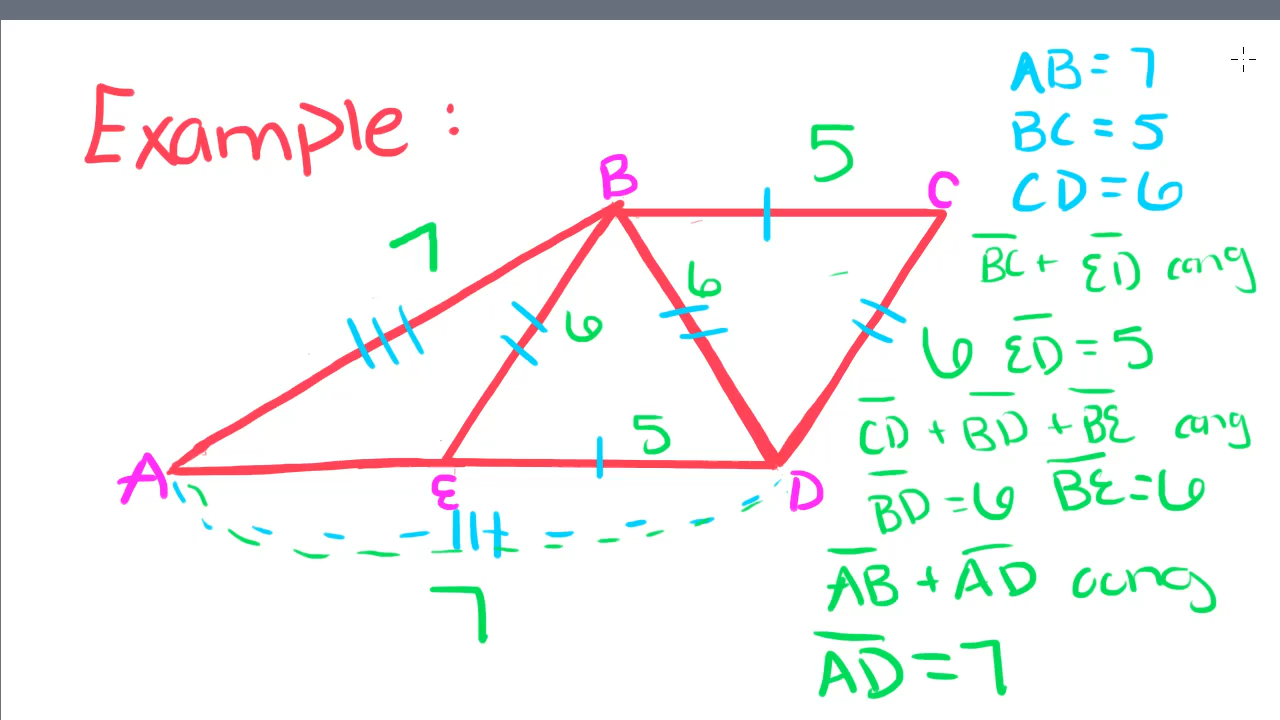 Example :
AB = 7
BC = 5
CD = 6
5
B
C
7
6
6
BC + ED cong
6 ED = 5
5
CD + BD + BE cong
A
E
D
BD = 6 BE = 6
7
AB + AD cong
AD = 7